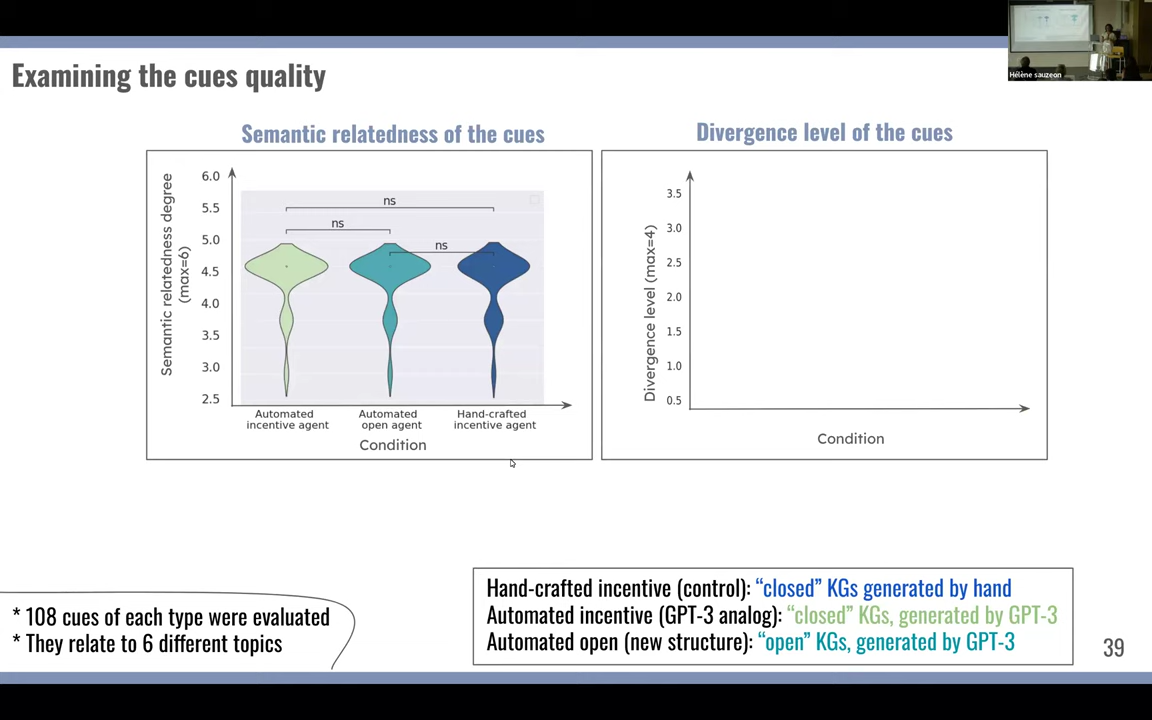 Hélène sauzeon
Examining the cues quality
Semantic relatedness of the cues
Semantic relatedness degree
(max=6)
6.0
5.5
5.0
4.5
4.0
3.5
3.0
2.5
ns
ns
ns
Automated
incentive agent
Automated
open agent
Hand-crafted
incentive agent
Condition
Divergence level of the cues
Divergence level (max=4)
3.5
3.0
2.5
2.0
1.5
1.0
0.5
Condition
* 108 cues of each type were evaluated
* They relate to 6 different topics
Hand-crafted incentive (control): “closed” KGs generated by hand
Automated incentive (GPT-3 analog): “closed” KGs, generated by GPT-3
Automated open (new structure): “open” KGs, generated by GPT-3
39